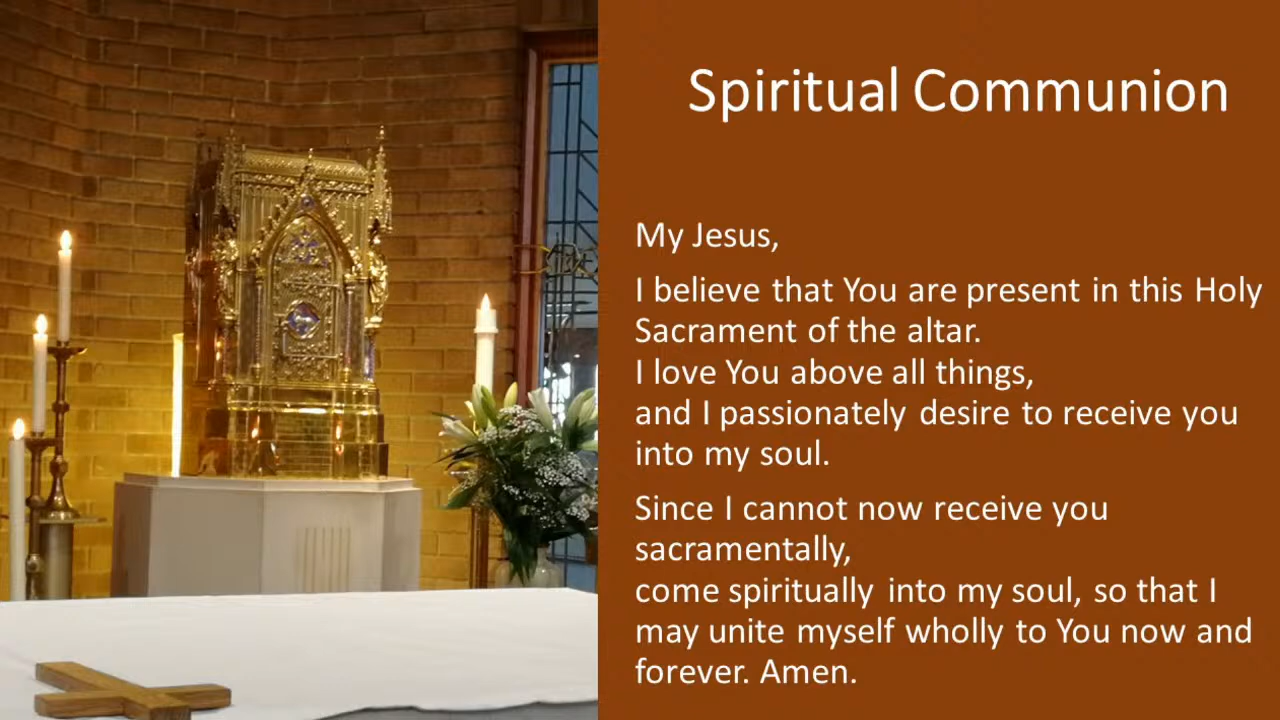 Spiritual Communion
My Jesus,
I believe that You are present in this Holy
Sacrament of the altar.
I love You above all things,
and I passionately desire to receive you
into my soul.
Since I cannot now receive you
sacramentally,
come spiritually into my soul, so that I
may unite myself wholly to You now and
forever. Amen.